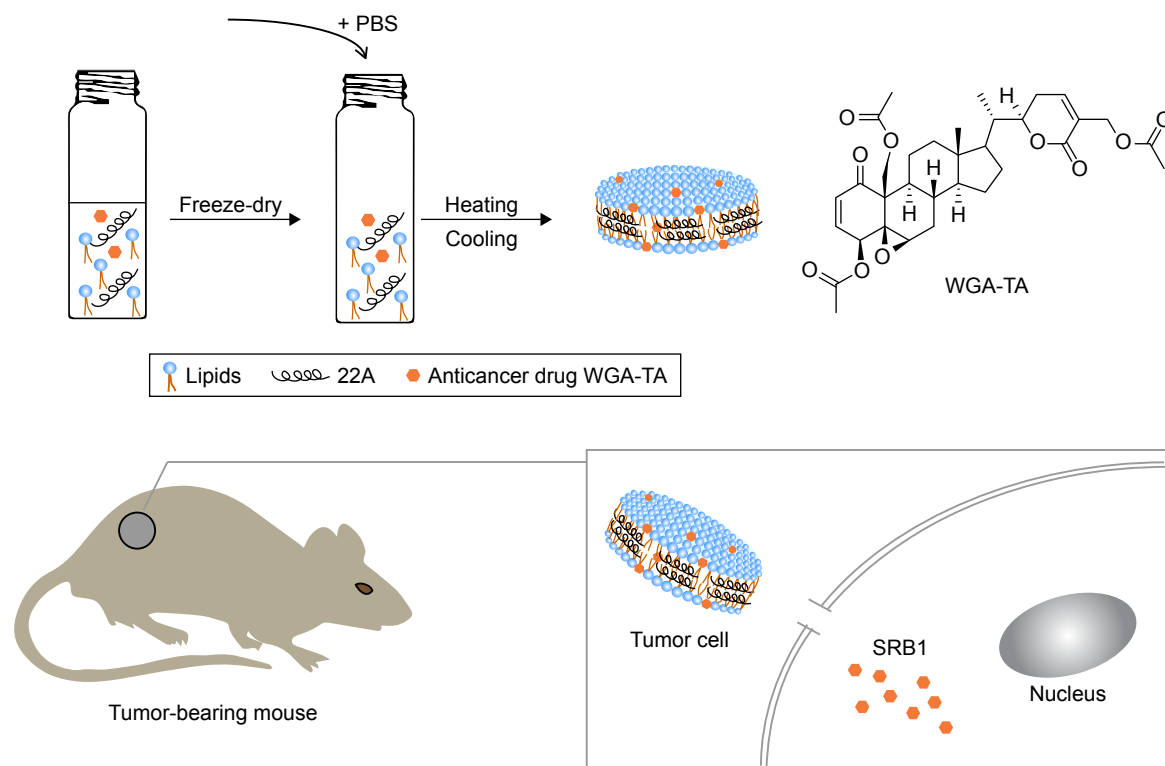 + PBS
Freeze-dry
Heating
Cooling
O
O
O
O
O
O
O
O
O
H
H
H
H
WGA-TA
Lipids
22A
Anticancer drug WGA-TA
Tumor-bearing mouse
Tumor cell
SRB1
Nucleus